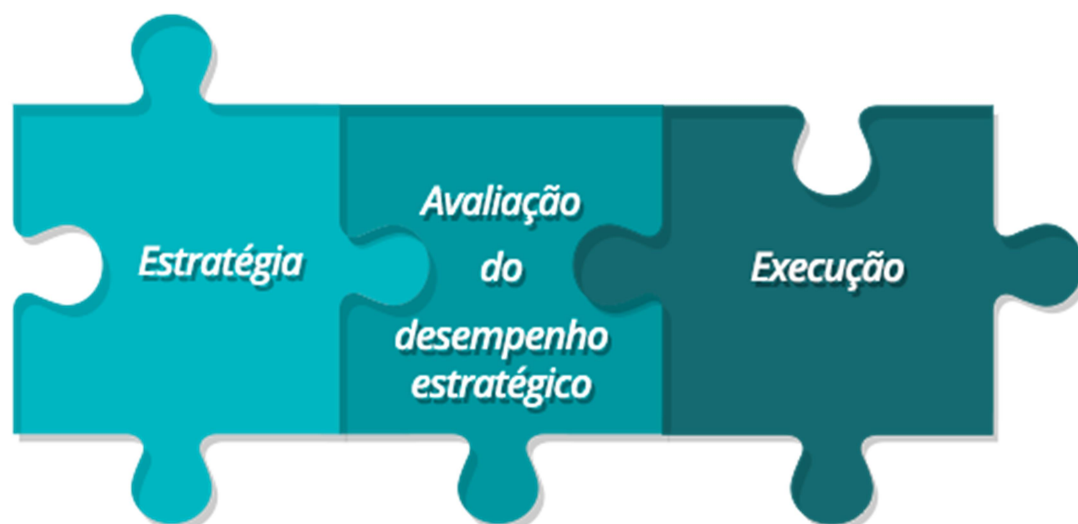 Estratégia
Avaliação
do
desempenho
estratégico
Execução